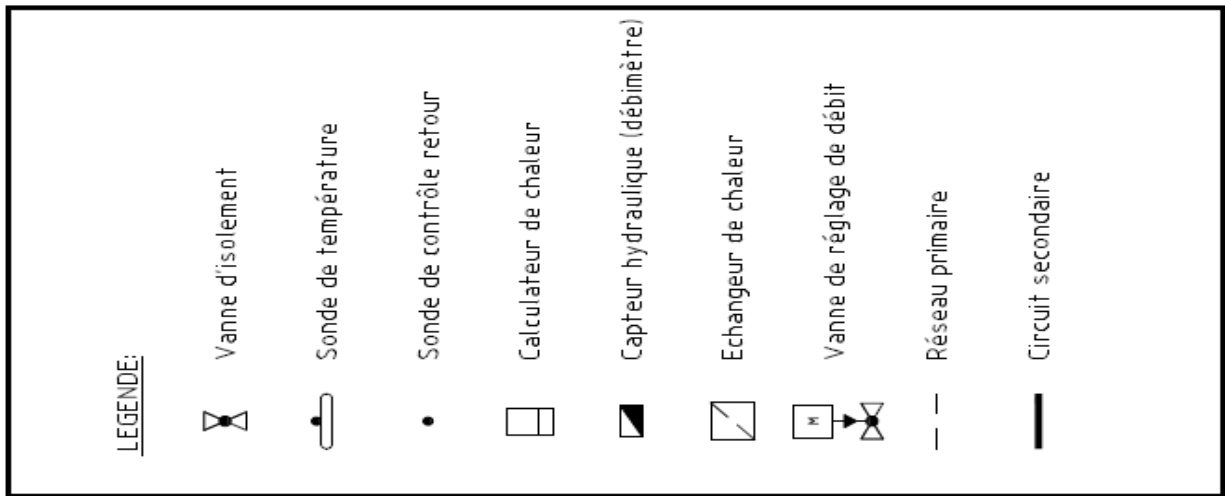 LEGENDE:
Vanne d'isolement
Sonde de température
Sonde de contrôle retour
Calculateur de chaleur
Capteur hydraulique (débimètre)
Echangeur de chaleur
M
Vanne de réglage de débit
Réseau primaire
Circuit secondaire